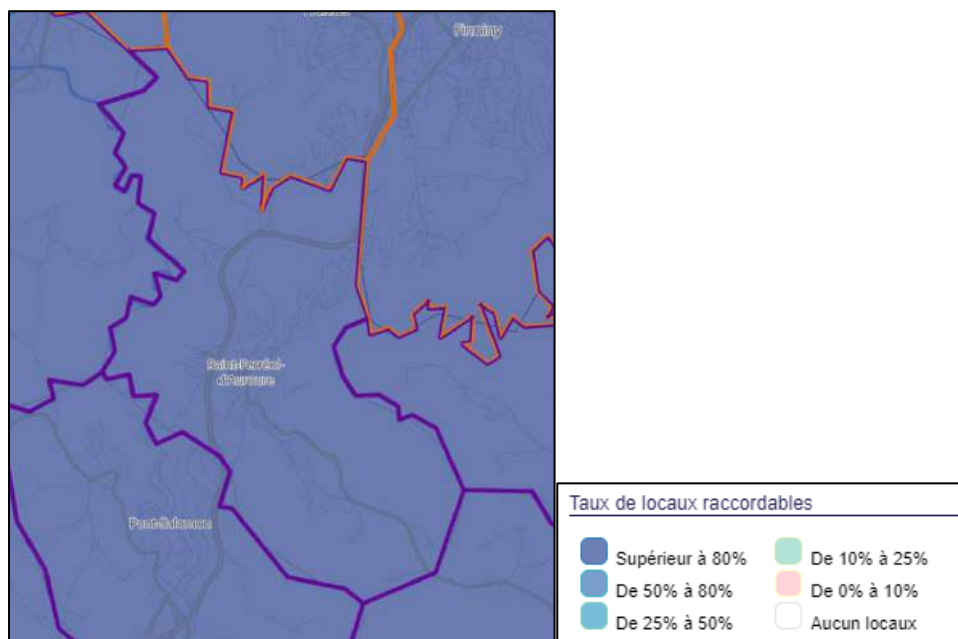 Firminy
Saint-Ferréol-
d'Auroure
Pont-Salomon
Taux de locaux raccordables
Supérieur à 80%
De 50% à 80%
De 25% à 50%
De 10% à 25%
De 0% à 10%
Aucun locaux